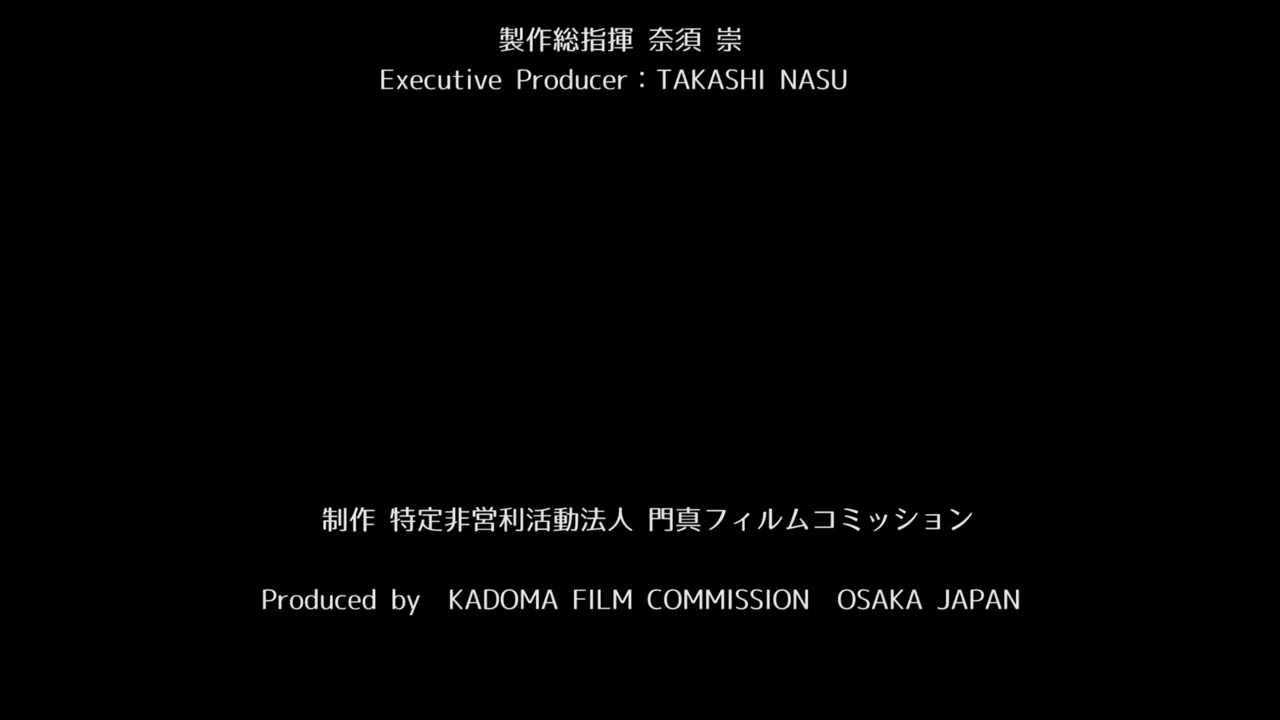 製作総指揮 奈須 崇
Executive Producer：TAKASHI NASU
制作 特定非営利活動法人 門真フィルムコミッション
Produced by　KADOMA FILM COMMISSION　OSAKA JAPAN